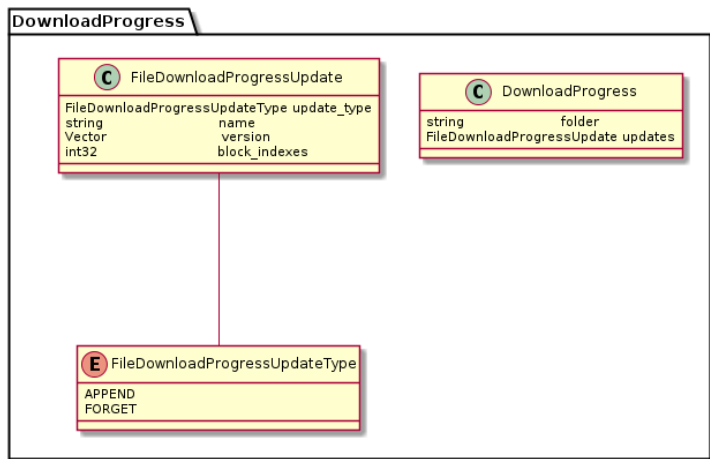 DownloadProgress
C FileDownloadProgressUpdate
FileDownloadProgressUpdateType update_type
string name
Vector version
int32 block_indexes
C DownloadProgress
string folder
FileDownloadProgressUpdate updates
E FileDownloadProgressUpdateType
APPEND
FORGET